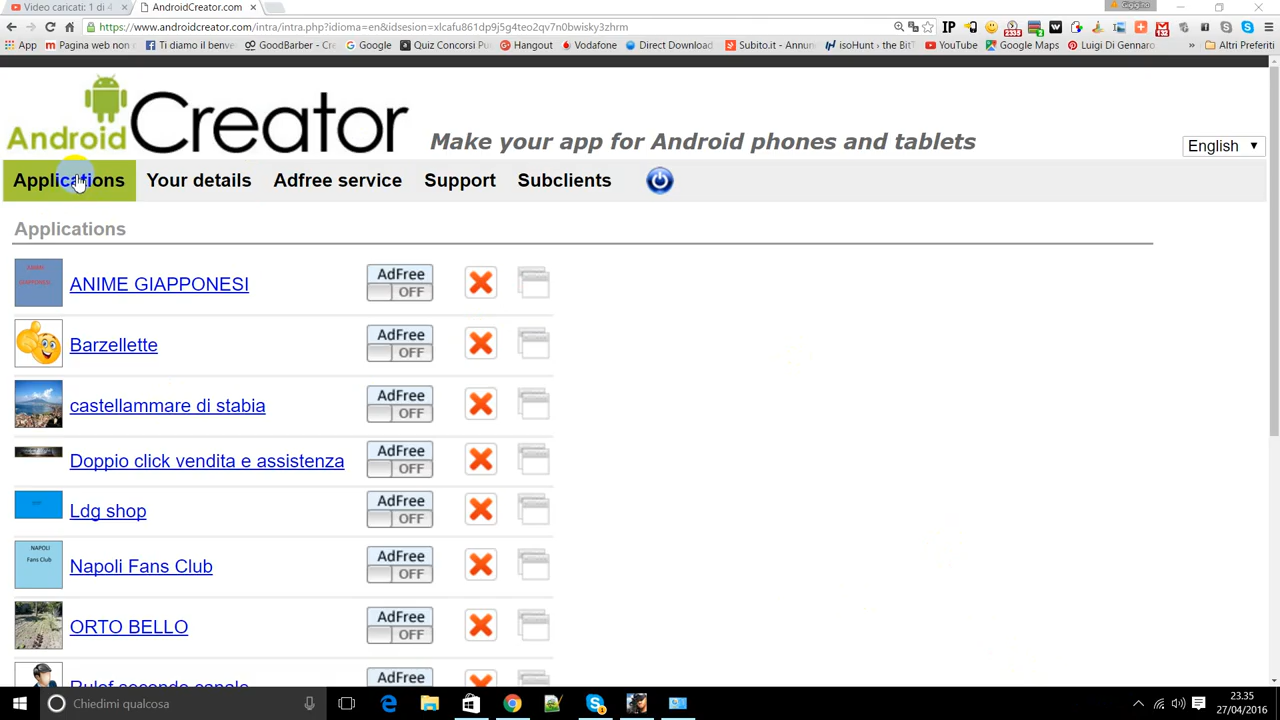 Video caricati: 1 di 4
AndroidCreator.com
https://www.androidcreator.com/intra/intra.php?idioma=en&idsesion=xlcafu861dp9j5g4teo2qv7n0bwisky3zhrm
App
Pagina web non
Ti diamo il benve
GoodBarber: Crea
Google
Quiz Concorsi Pu
Hangout
Vodafone
Direct Download
Subito.it - Annun
isoHunt › the BitT
YouTube
Google Maps
Luigi Di Gennaro
Altri Preferiti
Android Creator
Make your app for Android phones and tablets
English
Applications Your details Adfree service Support Subclients
Applications
ANIME GIAPPONESI AdFree OFF
Barzellette AdFree OFF
castellammare di stabia AdFree OFF
Doppio click vendita e assistenza AdFree OFF
Ldg shop AdFree OFF
NAPOLI
Fans Club
Napoli Fans Club AdFree OFF
ORTO BELLO AdFree OFF
AdFree
Chiedimi qualcosa
23.35
27/04/2016